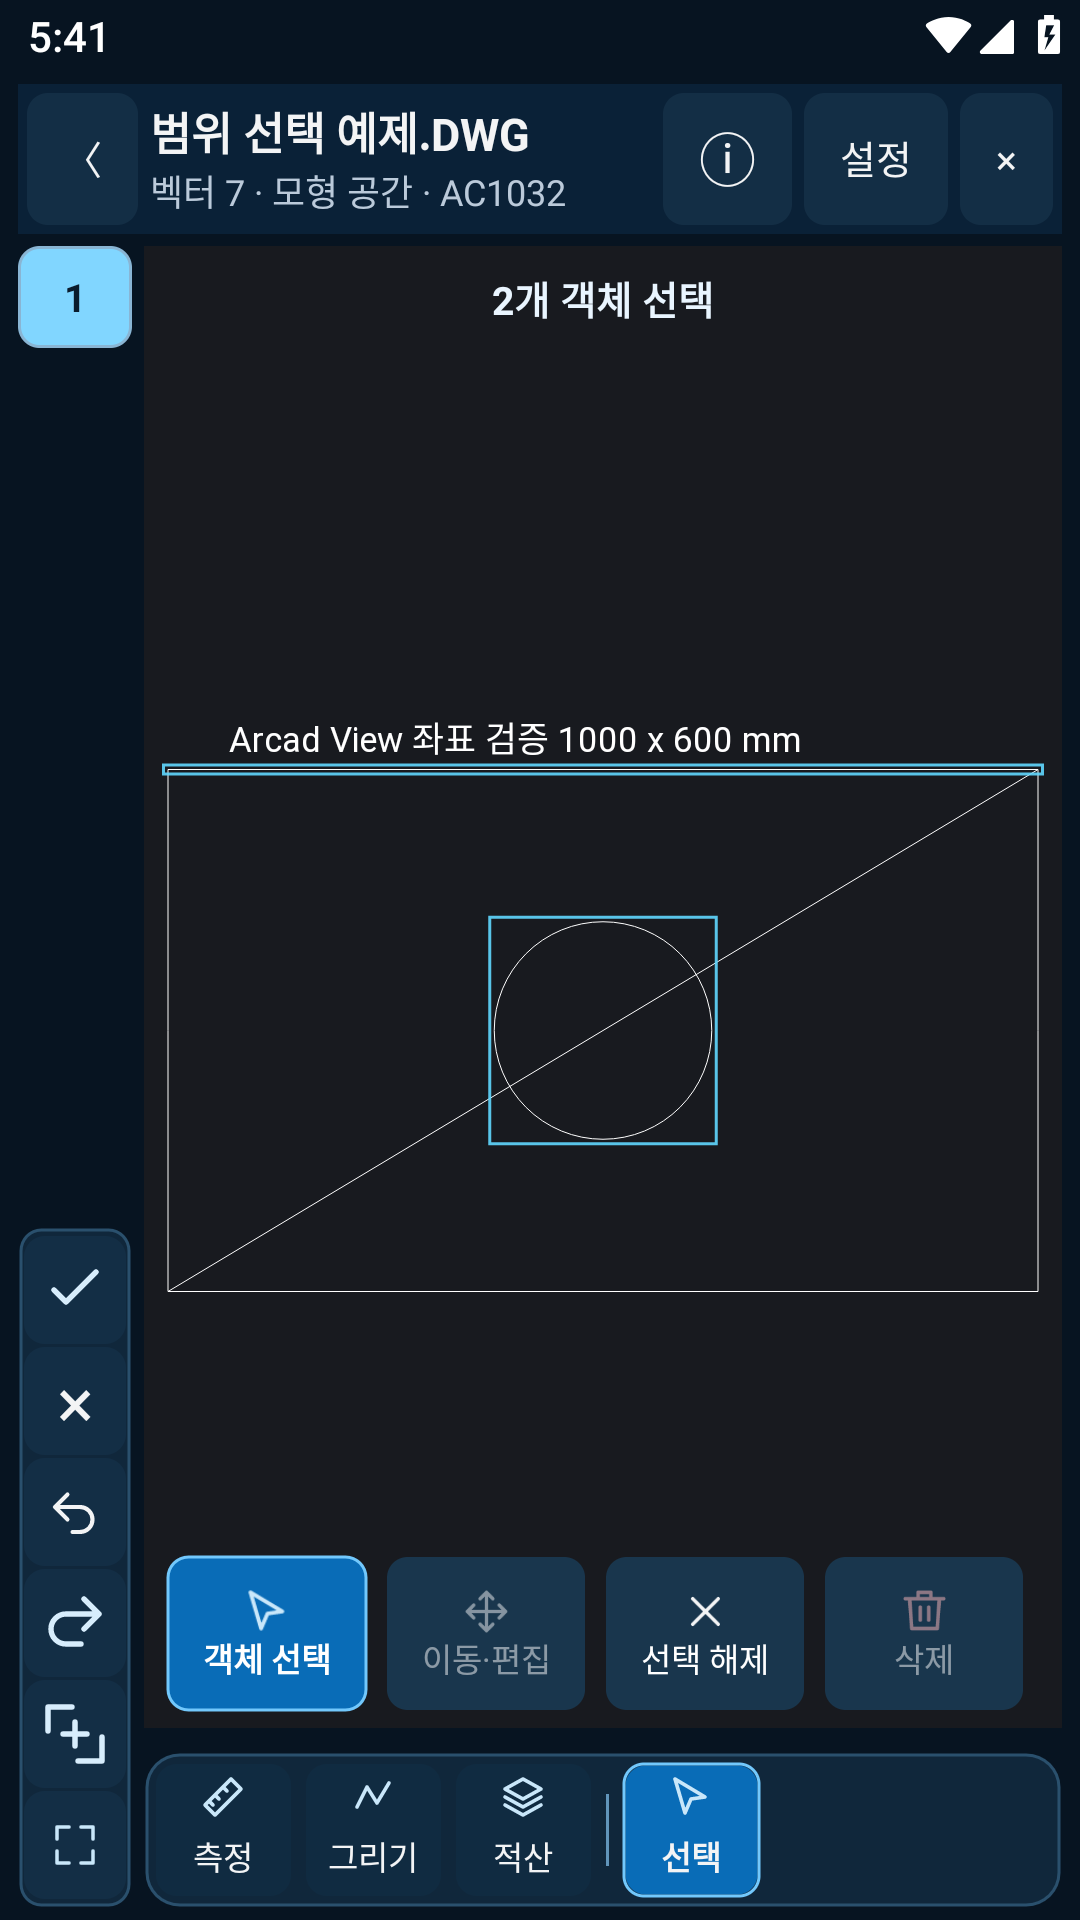 5:41
범위 선택 예제.DWG
벡터 7 · 모형 공간 · AC1032
설정
1
2개 객체 선택
Arcad View 좌표 검증 1000 x 600 mm
객체 선택
이동·편집
선택 해제
삭제
측정
그리기
적산
선택